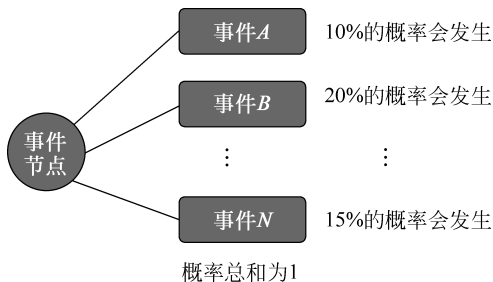 事件A 10%的概率会发生
事件B 20%的概率会发生
事件
节点
⋮ ⋮
事件N 15%的概率会发生
概率总和为1